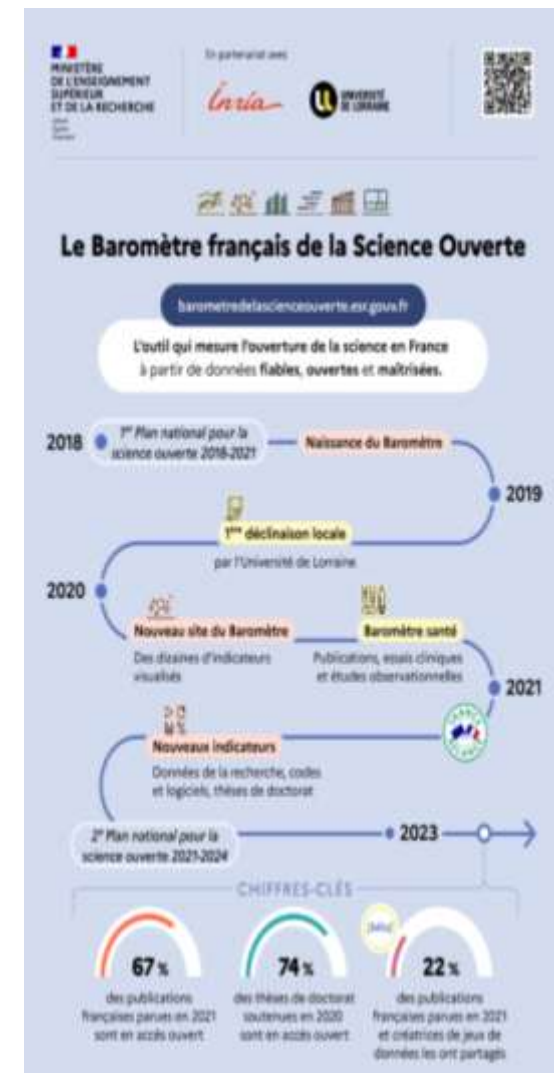 MINISTÈRE
DE L'ENSEIGNEMENT
SUPÉRIEUR
ET DE LA RECHERCHE
En partenariat avec
Inria
UNIVERSITÉ
DE LORRAINE
Le Baromètre français de la Science Ouverte
barometredelascienceouverte.esr.gouv.fr
L'outil qui mesure l'ouverture de la science en France
à partir de données fiables, ouvertes et maîtrisées.
2018
1er Plan national pour la
science ouverte 2018-2021
Naissance du Baromètre
2019
1ère déclinaison locale
par l'Université de Lorraine
2020
Nouveau site du Baromètre
Des dizaines d'indicateurs
visualisés
Baromètre santé
Publications, essais cliniques
et études observationnelles
2021
Nouveaux indicateurs
Données de la recherche, codes
et logiciels, thèses de doctorat
2e Plan national pour la
science ouverte 2021-2024
2023
CHIFFRES-CLÉS
67 %
des publications
françaises parues en 2021
sont en accès ouvert
74 %
des thèses de doctorat
soutenues en 2020
sont en accès ouvert
22 %
des publications
françaises parues en 2021
et créatrices de jeux de
données les ont partagés